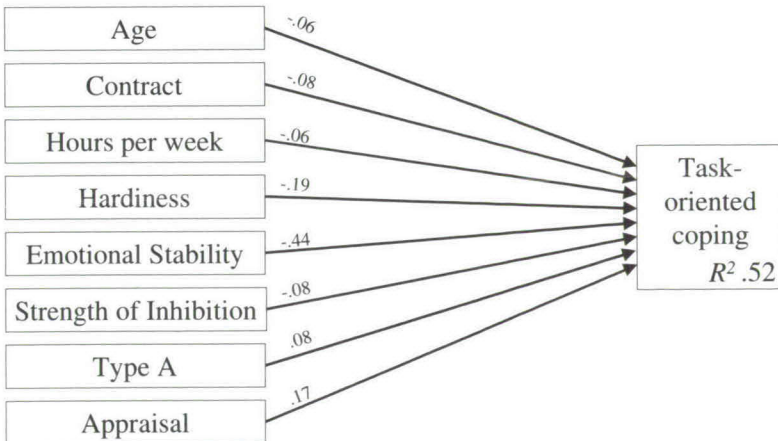 Age
-.06
Contract
-.08
Hours per week
-.06
Hardiness
-.19
Emotional Stability
-.44
Strength of Inhibition
-.08
Type A
.08
Appraisal
.17
Task-
oriented
coping
R² .52